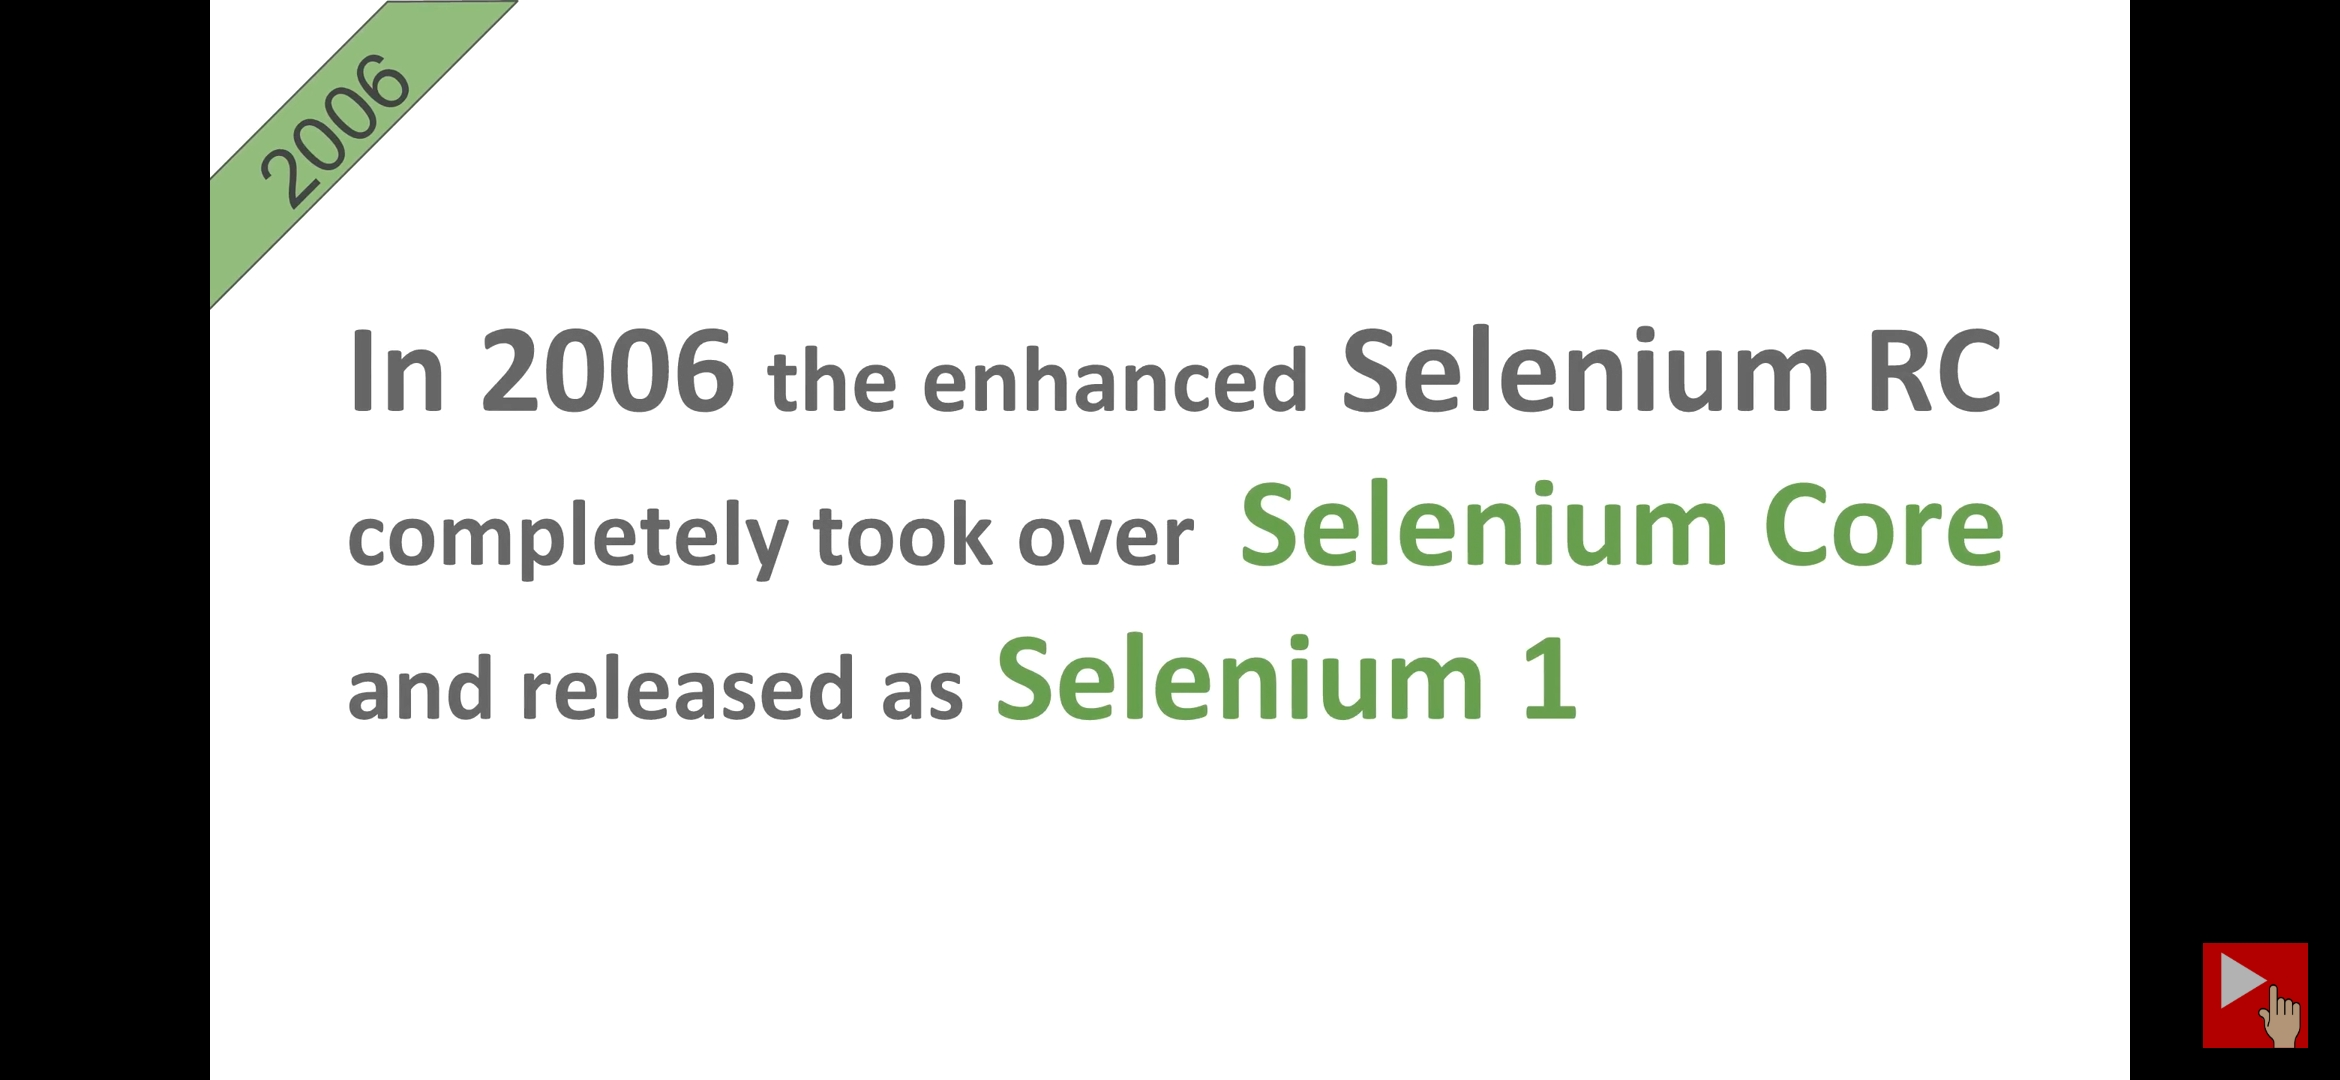 2006
In 2006 the enhanced Selenium RC
completely took over Selenium Core
and released as Selenium 1